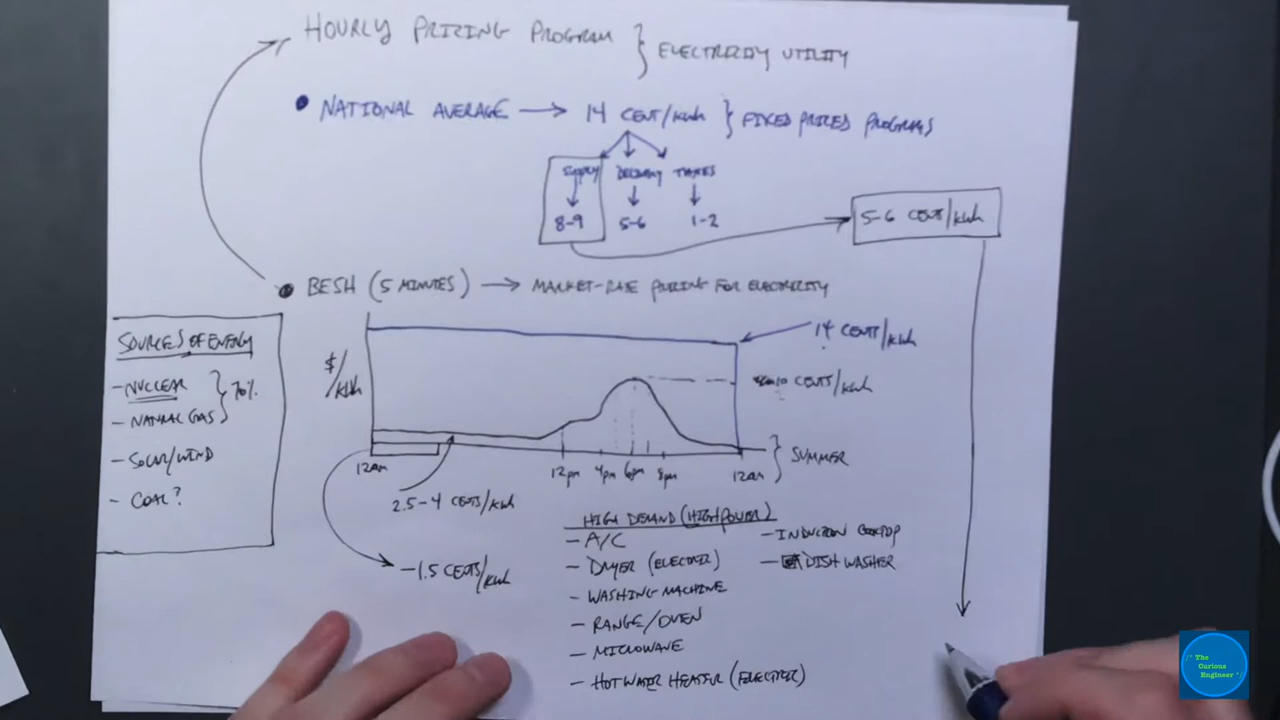 HOURLY PRICING PROGRAM } ELECTRICITY UTILITY
• NATIONAL AVERAGE → 14 CENT/kWh } FIXED PRICED PROGRAMS
SUPPLY DELIVERY TAXES
8-9 5-6 1-2
5-6 CENTS/kWh
• BESH (5 MINUTES) → MARKET-RATE PRICING FOR ELECTRICITY
SOURCES OF ENERGY
- NUCLEAR
- NATURAL GAS
} 70%
- SOLAR/WIND
- COAL?
$/kWh
14 CENTS/kWh
10 CENTS/kWh
12am 12pm 4pm 6pm 8pm 12am } SUMMER
2.5-4 CENTS/kWh
-1.5 CENTS/kWh
HIGH DEMAND (HIGH POWER)
- A/C
- DRYER (ELECTRIC)
- WASHING MACHINE
- RANGE/OVEN
- MICROWAVE
- HOT WATER HEATER (ELECTRIC)
- INDUCTION COOKTOP
- DISH WASHER
/* The
Curious
Engineer */